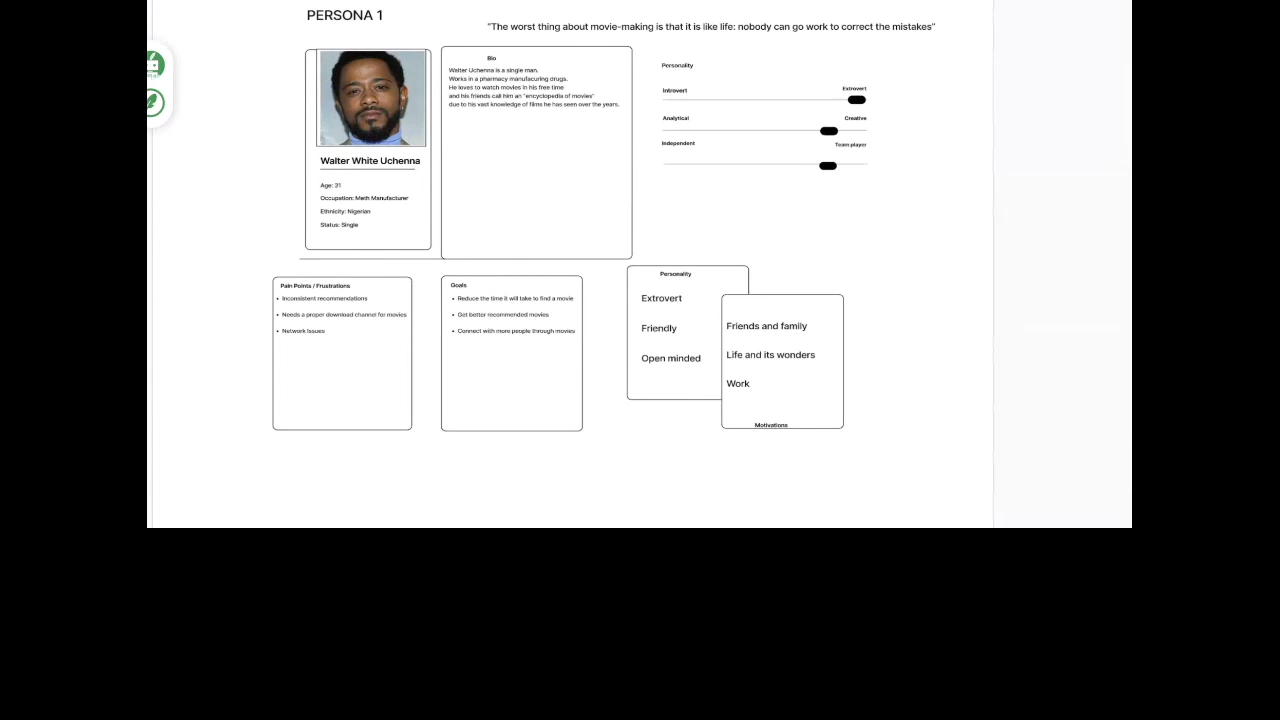 PERSONA 1
"The worst thing about movie-making is that it is like life: nobody can go work to correct the mistakes"
Walter White Uchenna
Age: 31
Occupation: Meth Manufacturer
Ethnicity: Nigerian
Status: Single
Bio
Walter Uchenna is a single man.
Works in a pharmacy manufacuring drugs.
He loves to watch movies in his free time
and his friends call him an "encyclopedia of movies"
due to his vast knowledge of films he has seen over the years.
Personality
Introvert Extrovert
Analytical Creative
Independent Team player
Pain Points / Frustrations
• Inconsistent recommendations
• Needs a proper download channel for movies
• Network Issues
Goals
• Reduce the time it will take to find a movie
• Get better recommended movies
• Connect with more people through movies
Personality
Extrovert
Friendly
Open minded
Friends and family
Life and its wonders
Work
Motivations